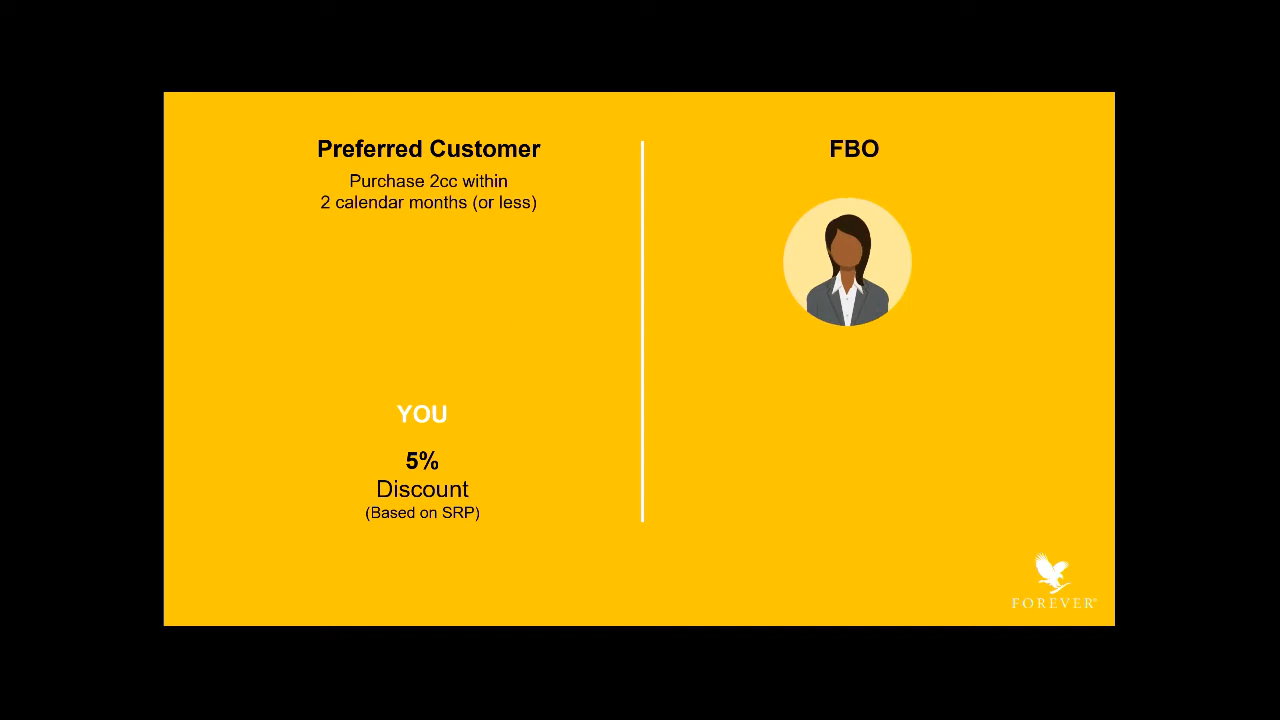 Preferred Customer
Purchase 2cc within
2 calendar months (or less)
YOU
5%
Discount
(Based on SRP)
FBO
FOREVER®